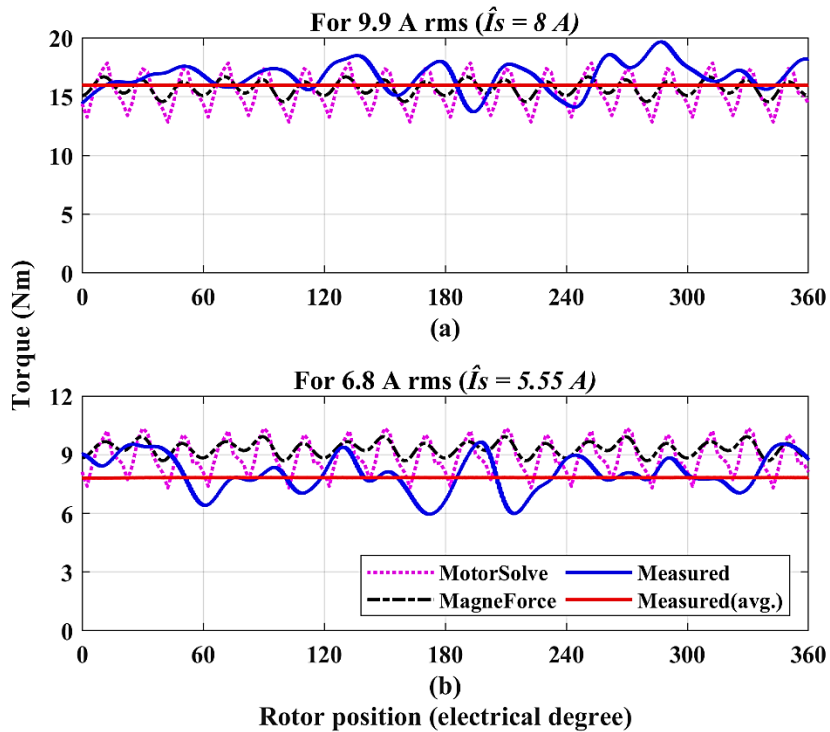 For 9.9 A rms (Îs = 8 A)
20
15
10
5
0
0 60 120 180 240 300 360
(a)
Torque (Nm)
For 6.8 A rms (Îs = 5.55 A)
12
9
6
3
0
MotorSolve Measured
MagneForce Measured(avg.)
0 60 120 180 240 300 360
(b)
Rotor position (electrical degree)